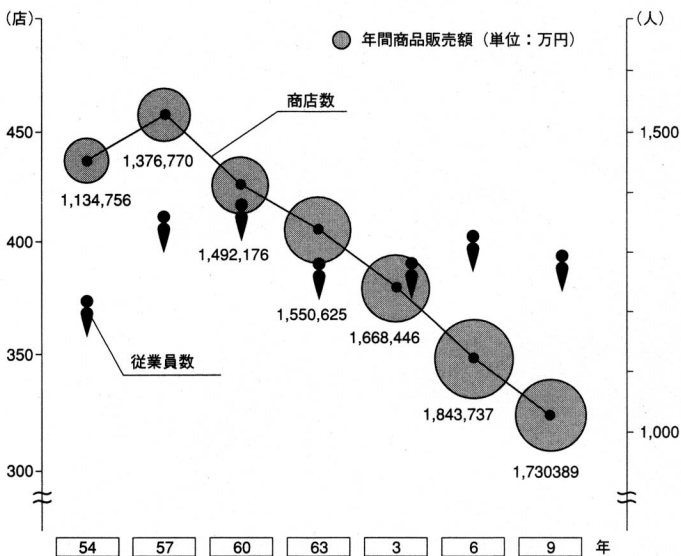 (店)
(人)
年間商品販売額（単位：万円）
商店数
450
1,500
1,376,770
1,134,756
400
1,492,176
1,550,625
1,668,446
350
従業員数
1,843,737
1,000
300
1,730389
54 57 60 63 3 6 9 年